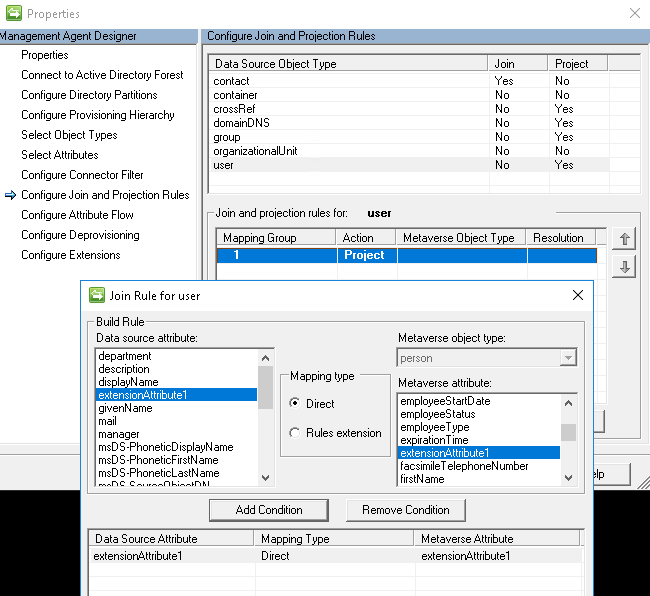 Properties
Management Agent Designer
Properties
Connect to Active Directory Forest
Configure Directory Partitions
Configure Provisioning Hierarchy
Select Object Types
Select Attributes
Configure Connector Filter
Configure Join and Projection Rules
Configure Attribute Flow
Configure Deprovisioning
Configure Extensions
Configure Join and Projection Rules
Data Source Object Type Join Project
contact Yes No
container No No
crossRef No Yes
domainDNS No Yes
group No Yes
organizationalUnit No No
user No Yes
Join and projection rules for: user
Mapping Group Action Metaverse Object Type Resolution
1 Project
Join Rule for user
Build Rule
Data source attribute:
department
description
displayName
extensionAttribute1
givenName
mail
manager
msDS-PhoneticDisplayName
msDS-PhoneticFirstName
msDS-PhoneticLastName
msDS-SourceObjectDN
Mapping type
Direct
Rules extension
Metaverse object type:
person
Metaverse attribute:
employeeStartDate
employeeStatus
employeeType
expirationTime
extensionAttribute1
facsimileTelephoneNumber
firstName
elp
Add Condition Remove Condition
Data Source Attribute Mapping Type Metaverse Attribute
extensionAttribute1 Direct extensionAttribute1